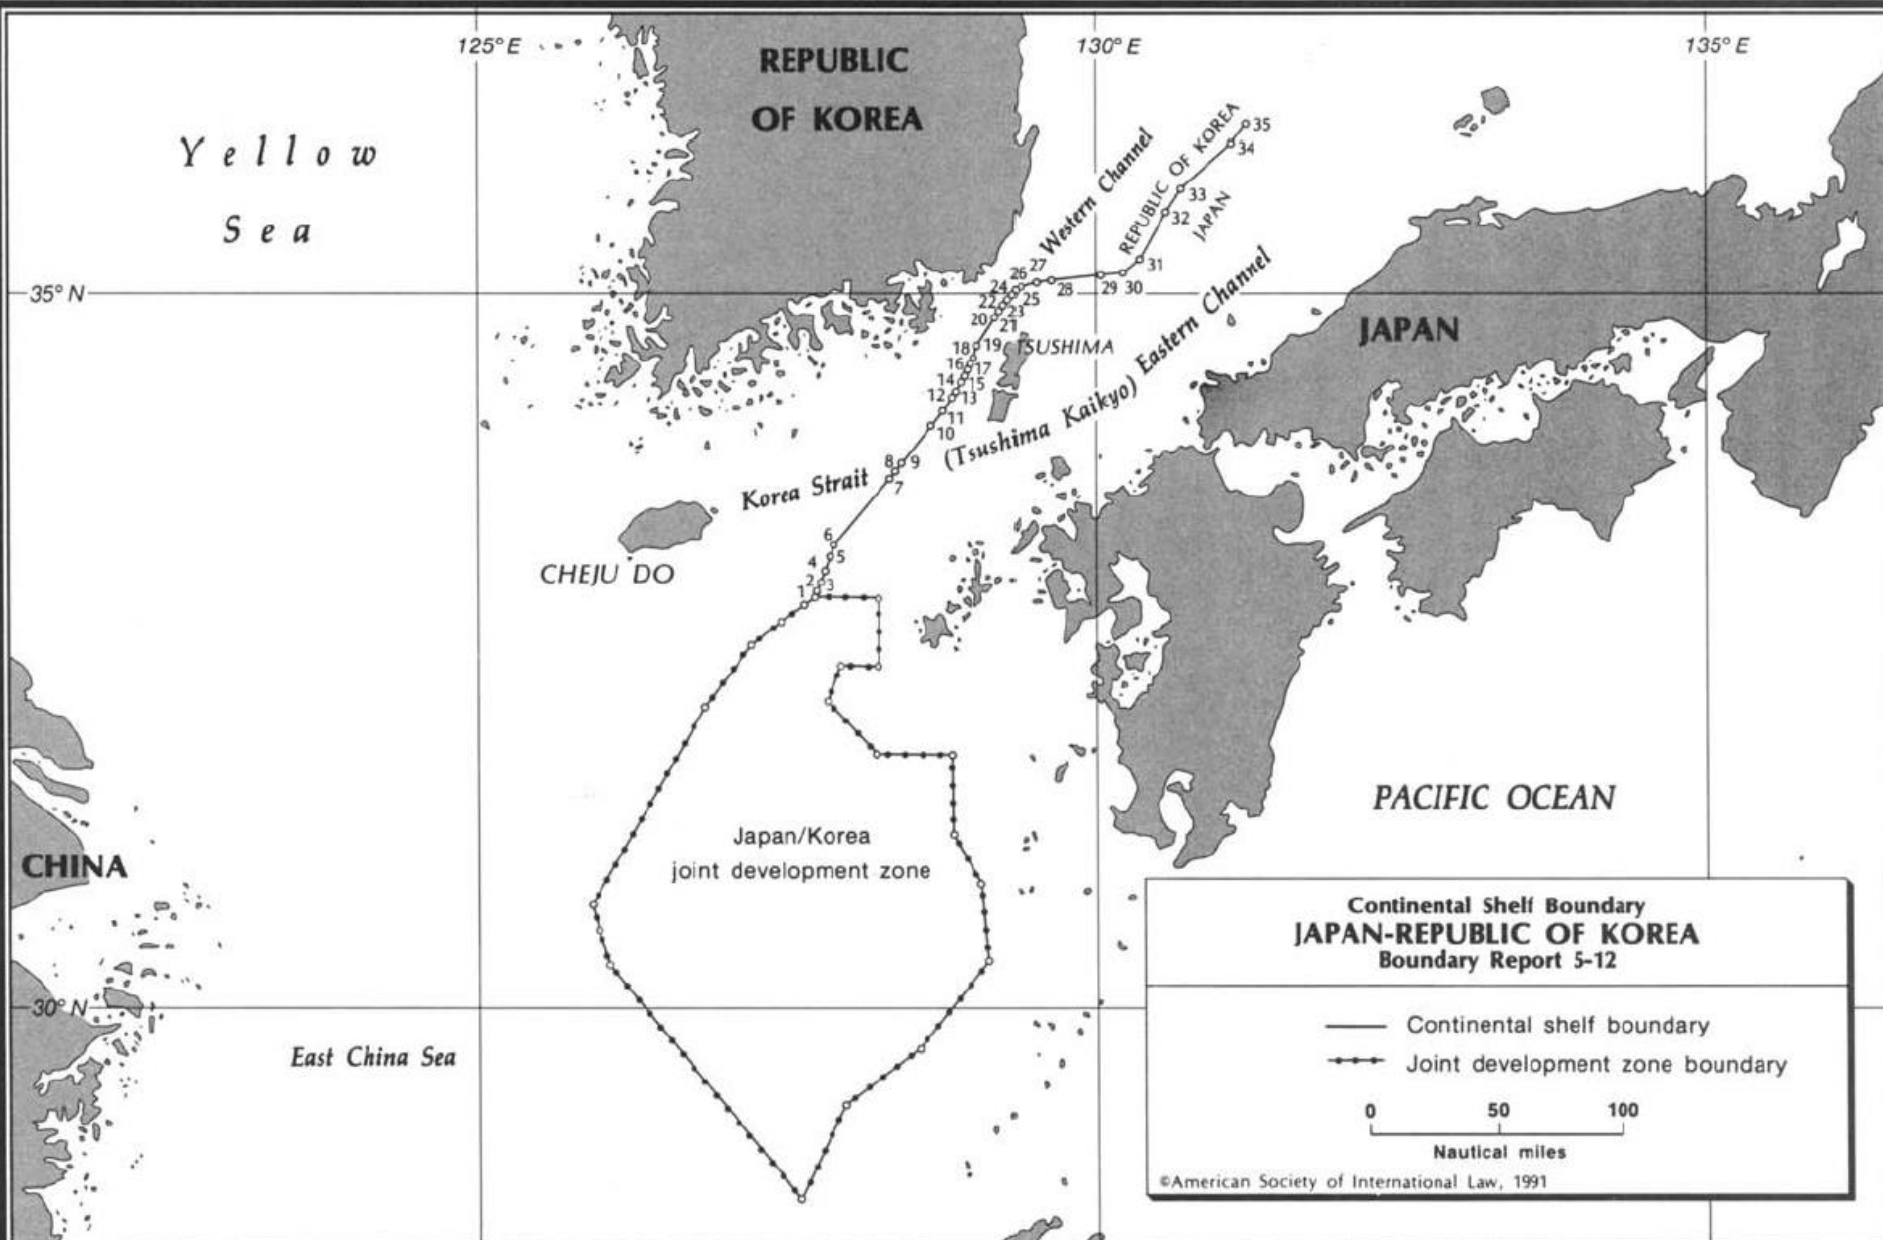 125° E
130° E
135° E
REPUBLIC
OF KOREA
Yellow
Sea
35
34
33
32
31
REPUBLIC OF KOREA
JAPAN
Western Channel
27
26
24
25
28
29
30
35° N
22
23
20
21
Eastern Channel
JAPAN
18
19
TSUSHIMA
16
17
14
15
12
13
11
10
(Tsushima Kaikyo)
8
9
7
Korea Strait
6
5
4
3
2
1
CHEJU DO
PACIFIC OCEAN
Japan/Korea
joint development zone
CHINA
30° N
East China Sea
Continental Shelf Boundary
JAPAN-REPUBLIC OF KOREA
Boundary Report 5-12
Continental shelf boundary
Joint development zone boundary
0 50 100
Nautical miles
©American Society of International Law, 1991